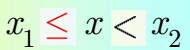 x₁ ≤ x < x₂